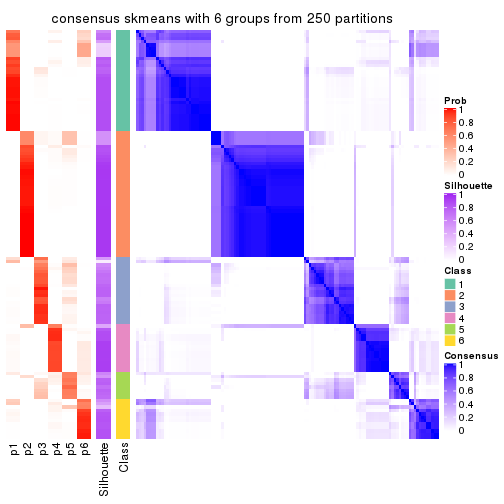 consensus skmeans with 6 groups from 250 partitions
Prob
1
0.8
0.6
0.4
0.2
0
Silhouette
1
0.8
0.6
0.4
0.2
0
Class
1
2
3
4
5
6
Consensus
1
0.8
0.6
0.4
0.2
0
p1
p2
p3
p4
p5
p6
Silhouette
Class